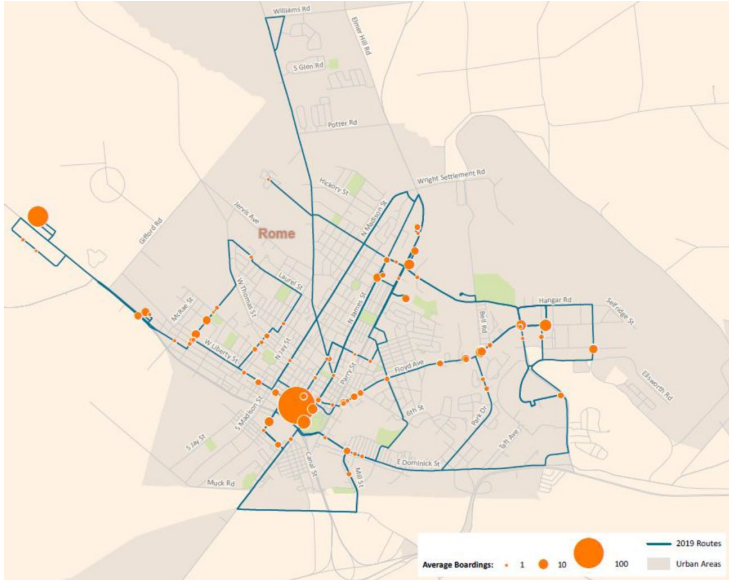 Williams Rd
Elmer Hill Rd
S Glen Rd
Potter Rd
Wright Settlement Rd
Hickory St
N Madison St
Jervis Ave
Gifford Rd
Rome
Laurel St
W Thomas St
McRae St
N James St
Bell Rd
Hangar Rd
Selfridge St
W Liberty St
N Jay St
Perry St
Floyd Ave
Ellsworth Rd
S Madison St
6th St
Park Dr
5th Ave
S Jay St
Canal St
Mill St
E Dominick St
Muck Rd
Average Boardings: 1 10 100
2019 Routes
Urban Areas